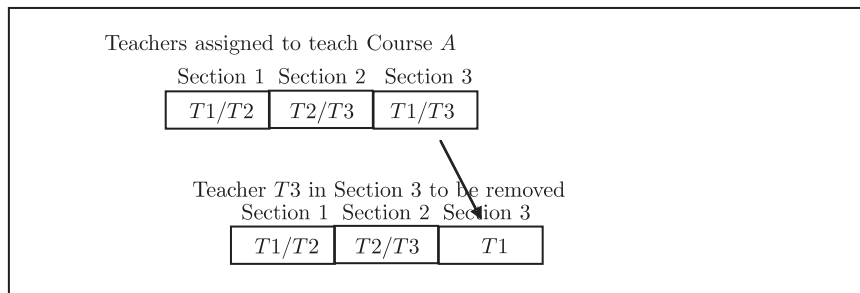 Teachers assigned to teach Course A
Section 1 Section 2 Section 3
T1/T2 T2/T3 T1/T3
Teacher T3 in Section 3 to be removed
Section 1 Section 2 Section 3
T1/T2 T2/T3 T1